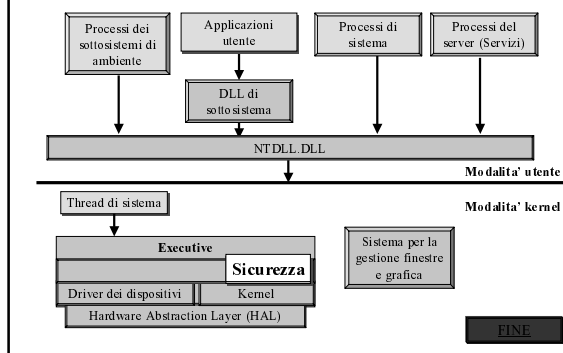 Processi dei
sottosistemi di
ambiente
Applicazioni
utente
Processi di
sistema
Processi del
server (Servizi)
DLL di
sottosistema
NTDLL.DLL
Modalita' utente
Modalita' kernel
Thread di sistema
Executive
Sicurezza
Driver dei dispositivi
Kernel
Hardware Abstraction Layer (HAL)
Sistema per la
gestione finestre
e grafica
FINE